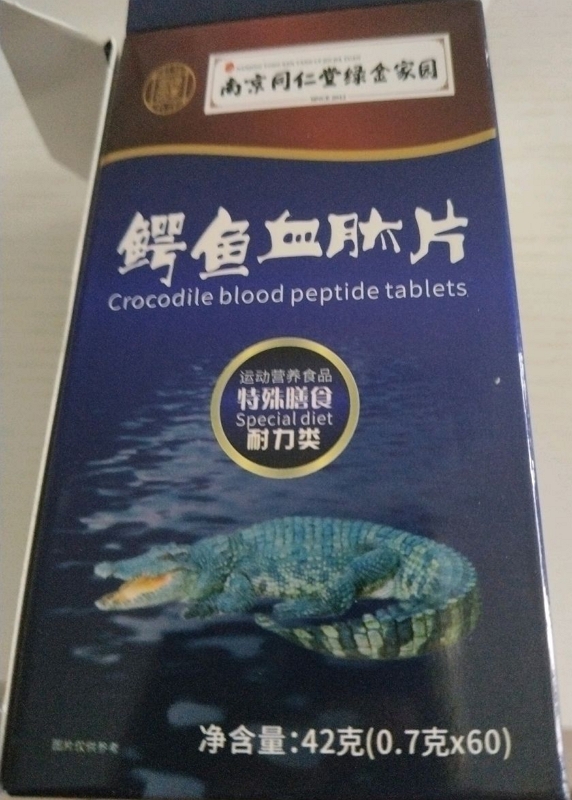 南京同仁堂绿金家园
鳄鱼血肽片
Crocodile blood peptide tablets
运动营养食品
特殊膳食
Special diet
耐力类
图片仅供参考
净含量:42克(0.7克x60)